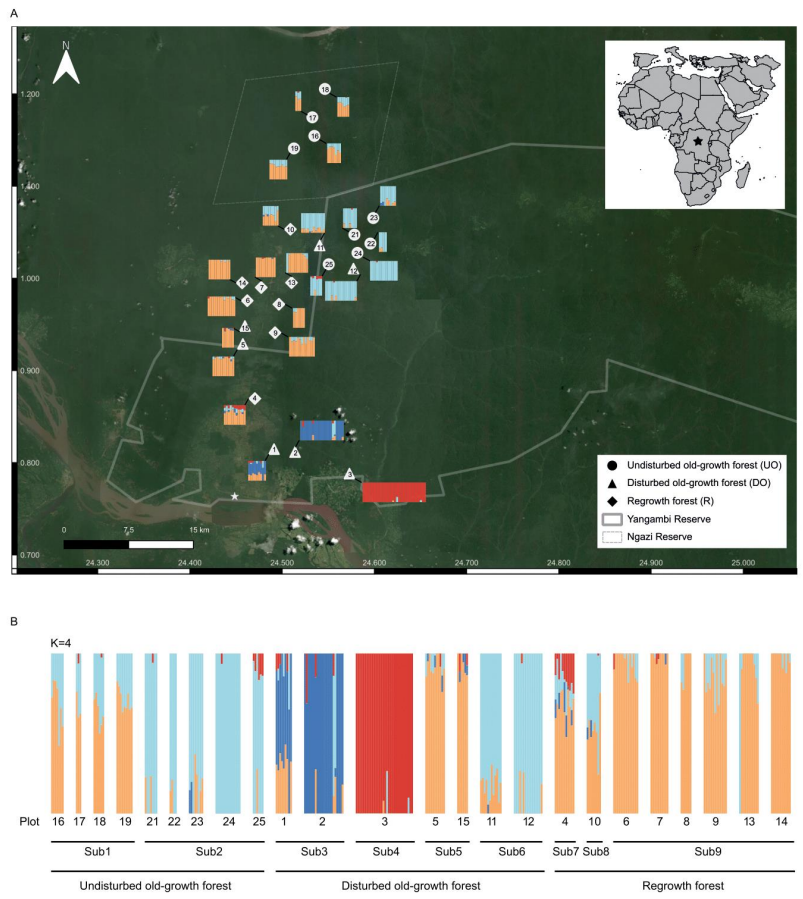 A
N
1.200
1.100
1.000
0.900
0.800
0.700
18
17
16
19
10
11
21
23
22
24
12
25
14
7
13
6
8
15
9
5
4
1
2
3
Undisturbed old-growth forest (UO)
Disturbed old-growth forest (DO)
Regrowth forest (R)
Yangambi Reserve
Ngazi Reserve
0 7.5 15 km
24.300 24.400 24.500 24.600 24.700 24.800 24.900 25.000
B
K=4
Plot 16 17 18 19 21 22 23 24 25 1 2 3 5 15 11 12 4 10 6 7 8 9 13 14
Sub1 Sub2 Sub3 Sub4 Sub5 Sub6 Sub7 Sub8 Sub9
Undisturbed old-growth forest Disturbed old-growth forest Regrowth forest